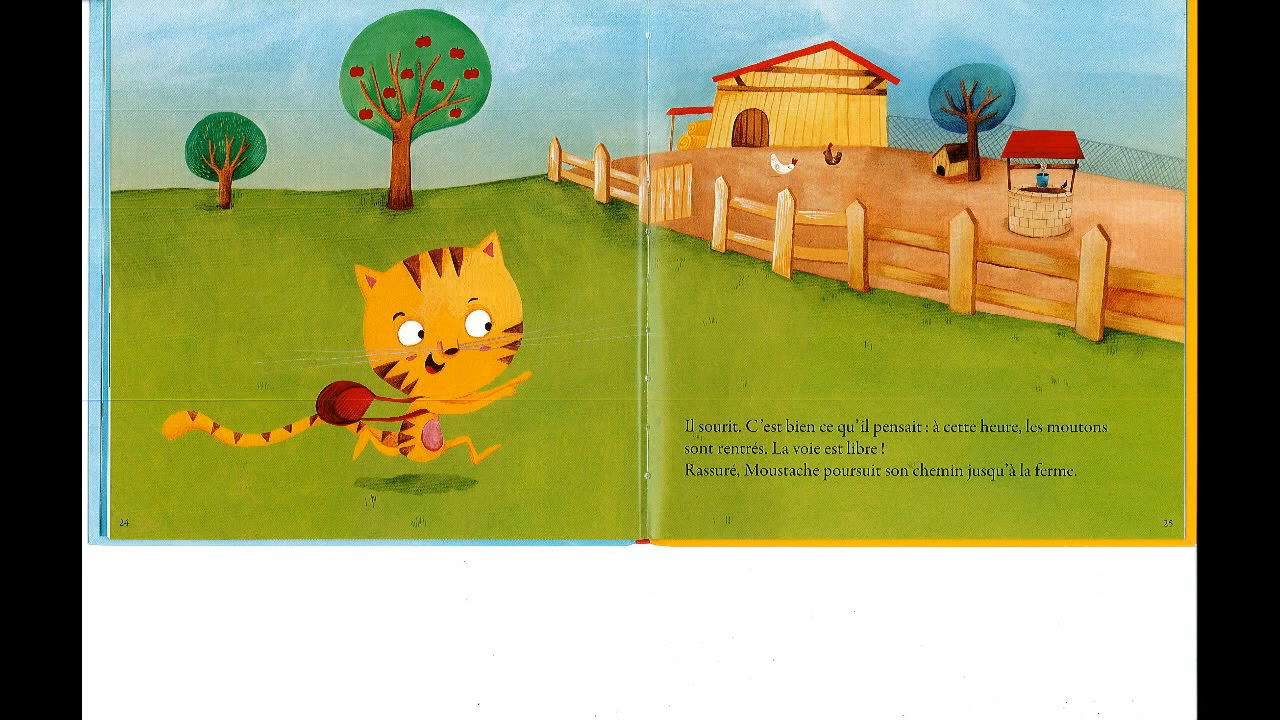 Il sourit. C'est bien ce qu'il pensait : à cette heure, les moutons
sont rentrés. La voie est libre !
Rassuré, Moustache poursuit son chemin jusqu'à la ferme.
24
25